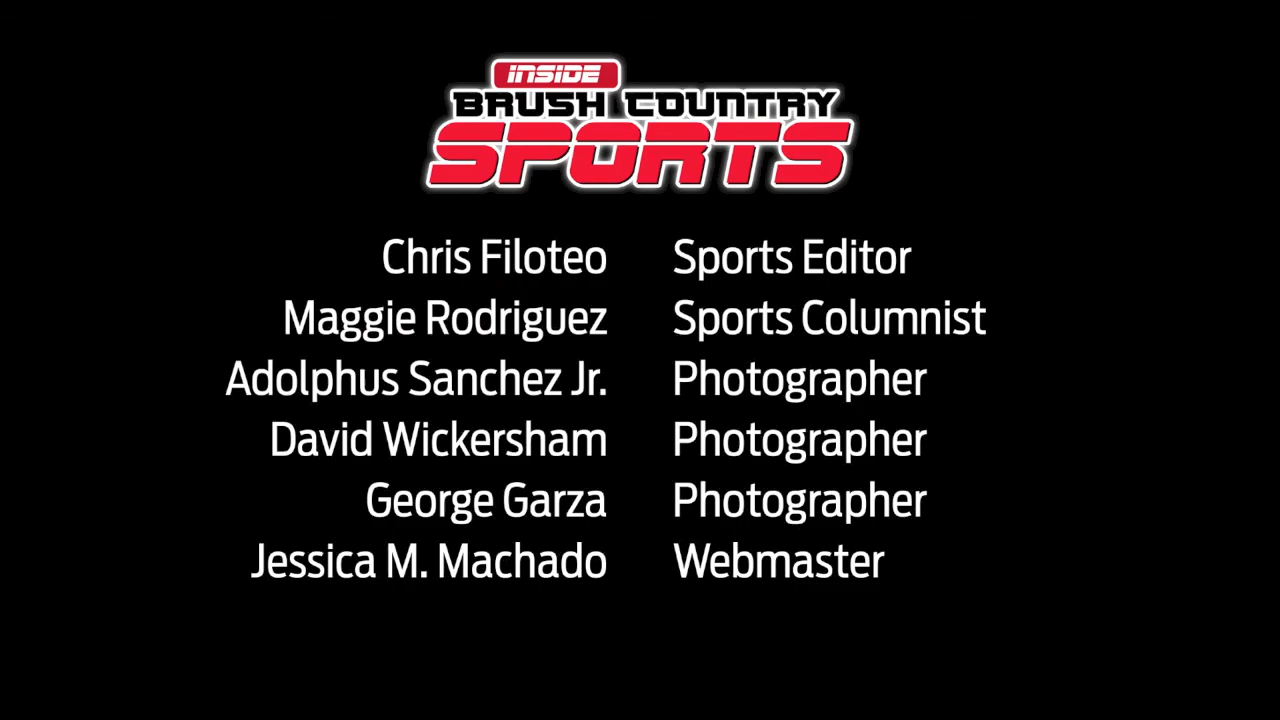 INSIDE
BRUSH COUNTRY
SPORTS
Chris Filoteo Sports Editor
Maggie Rodriguez Sports Columnist
Adolphus Sanchez Jr. Photographer
David Wickersham Photographer
George Garza Photographer
Jessica M. Machado Webmaster